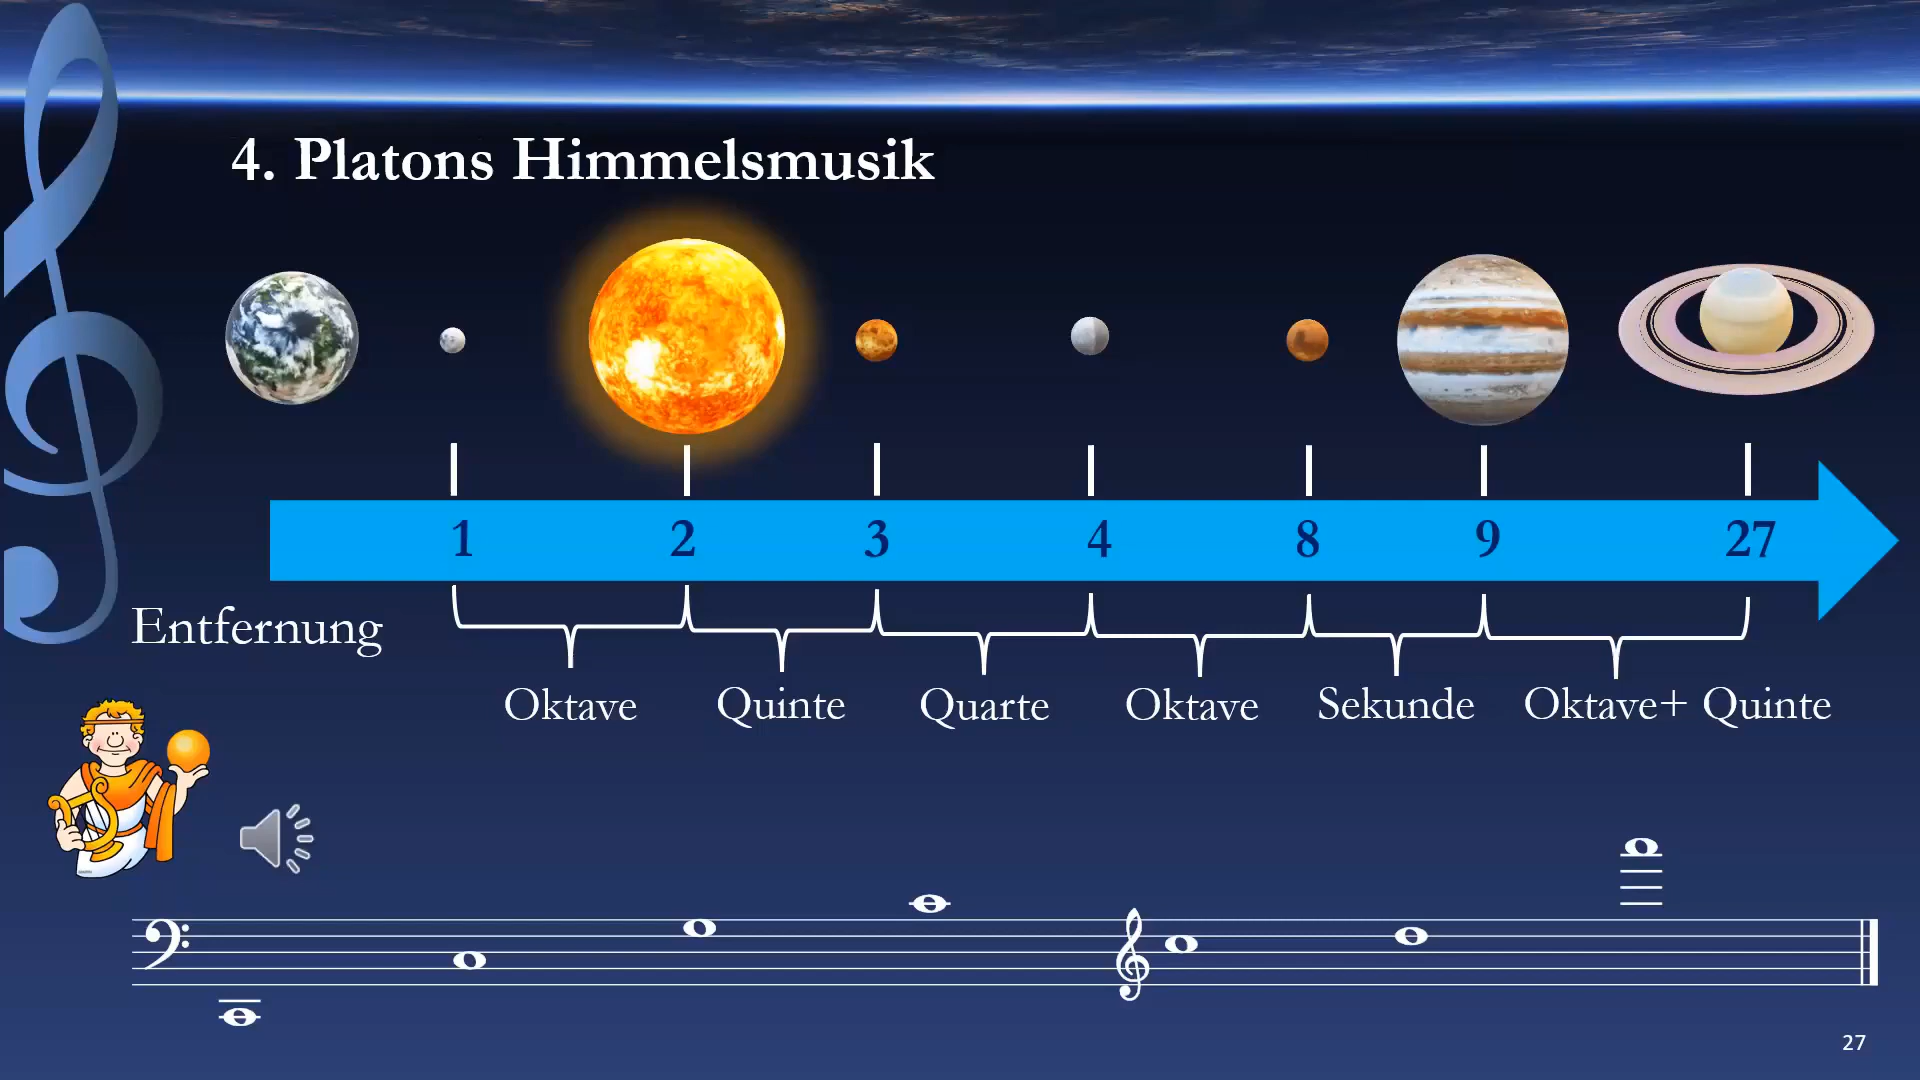 4. Platons Himmelsmusik
1 2 3 4 8 9 27
Entfernung
Oktave Quinte Quarte Oktave Sekunde Oktave+ Quinte
27